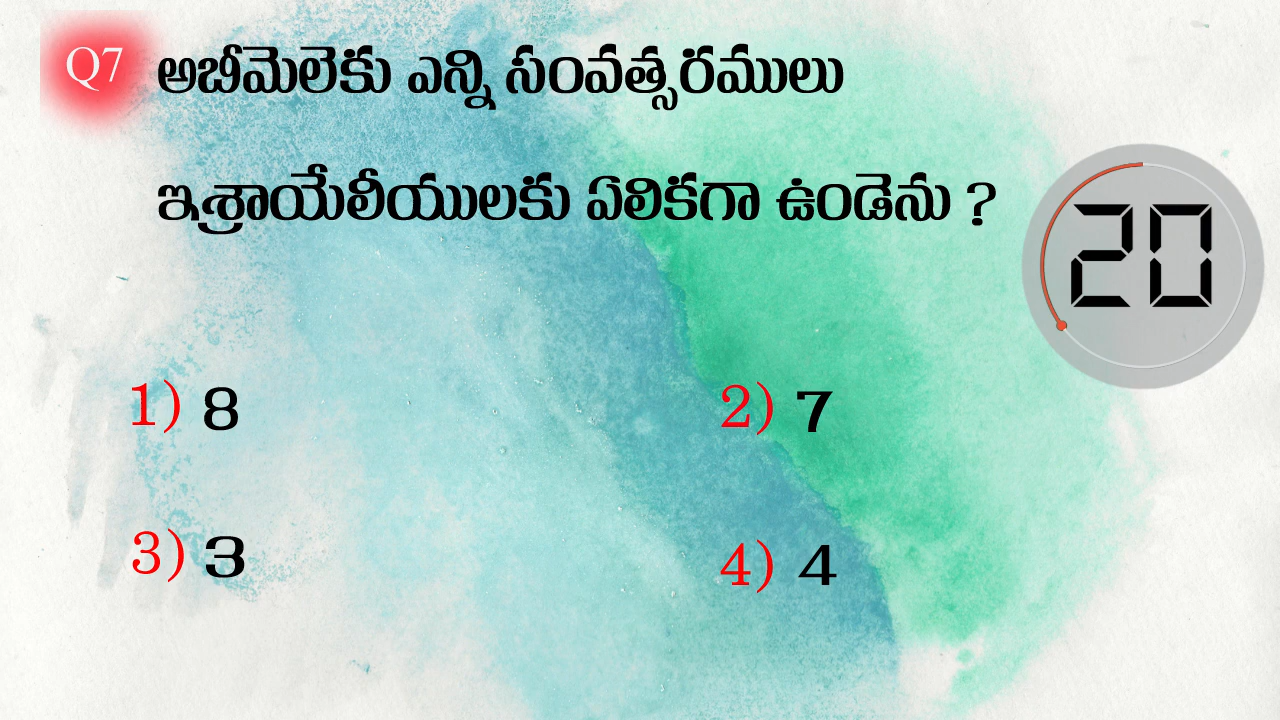 Q7 అబీమెలెకు ఎన్ని సంవత్సరములు
ఇశ్రాయేలీయులకు ఏలికగా ఉండెను ?
20
1) 8
2) 7
3) 3
4) 4